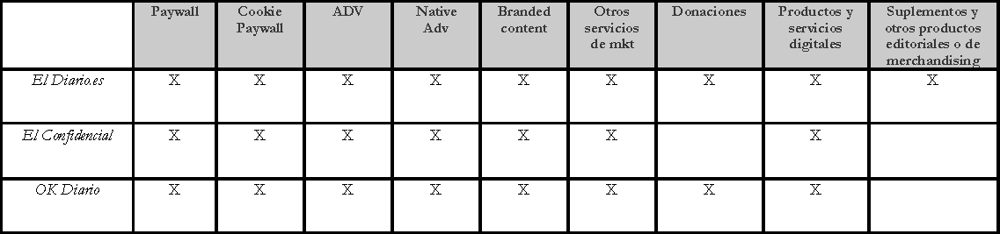 Paywall Cookie Paywall ADV Native Adv Branded content Otros servicios de mkt Donaciones Productos y servicios digitales Suplementos y otros productos editoriales o de merchandising
El Diario.es X X X X X X X X X
El Confidencial X X X X X X X
OK Diario X X X X X X X X